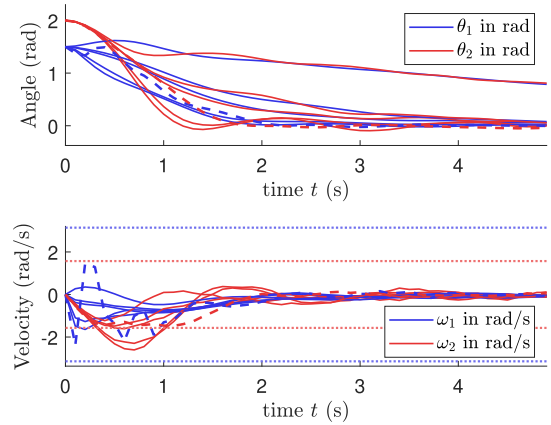 2
1
0
Angle (rad)
θ₁ in rad
θ₂ in rad
0
1
2
3
4
time t (s)
2
0
-2
Velocity (rad/s)
ω₁ in rad/s
ω₂ in rad/s
0
1
2
3
4
time t (s)